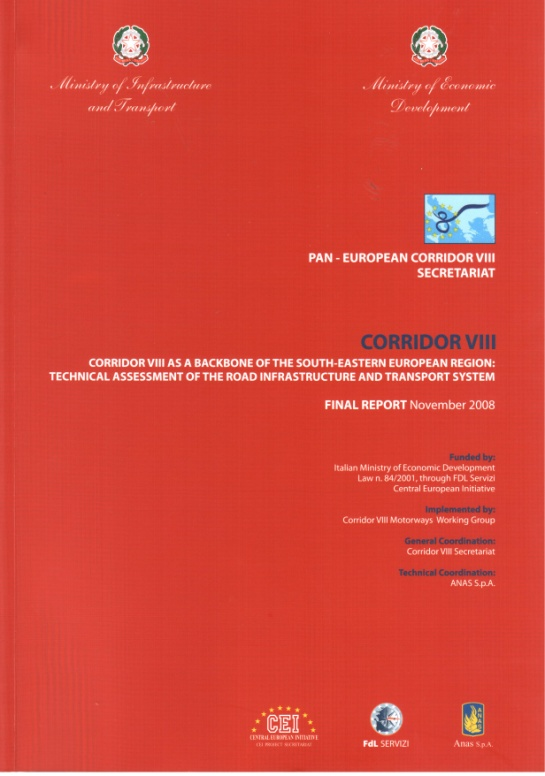 Ministry of Infrastructure
and Transport
Ministry of Economic
Development
PAN - EUROPEAN CORRIDOR VIII
SECRETARIAT
CORRIDOR VIII
CORRIDOR VIII AS A BACKBONE OF THE SOUTH-EASTERN EUROPEAN REGION:
TECHNICAL ASSESSMENT OF THE ROAD INFRASTRUCTURE AND TRANSPORT SYSTEM
FINAL REPORT November 2008
Funded by:
Italian Ministry of Economic Development
Law n. 84/2001, through FDL Servizi
Central European Initiative
Implemented by:
Corridor VIII Motorways Working Group
General Coordination:
Corridor VIII Secretariat
Technical Coordination:
ANAS S.p.A.
CEI
CENTRAL EUROPEAN INITIATIVE
CEI PROJECT SECRETARIAT
FdL SERVIZI
ANAS
Anas S.p.A.